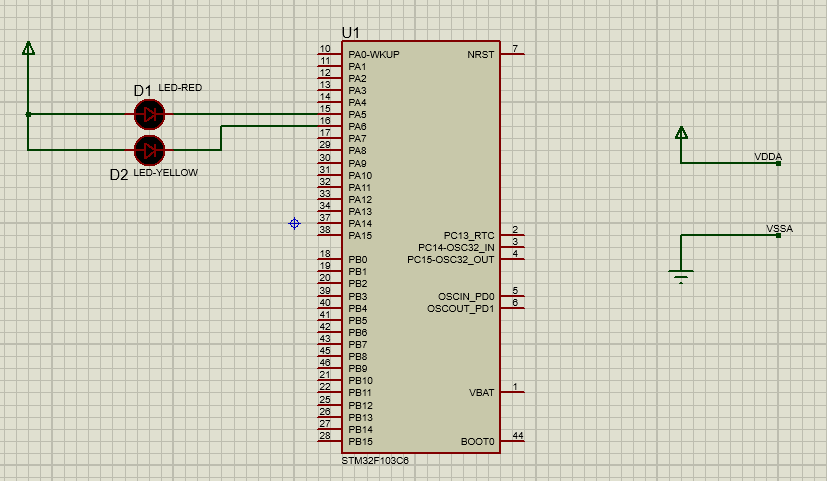 U1
10 PA0-WKUP
11 PA1
12 PA2
13 PA3
14 PA4
15 PA5
16 PA6
17 PA7
29 PA8
30 PA9
31 PA10
32 PA11
33 PA12
34 PA13
37 PA14
38 PA15
18 PB0
19 PB1
20 PB2
39 PB3
40 PB4
41 PB5
42 PB6
43 PB7
45 PB8
46 PB9
21 PB10
22 PB11
25 PB12
26 PB13
27 PB14
28 PB15
NRST 7
PC13_RTC 2
PC14-OSC32_IN 3
PC15-OSC32_OUT 4
OSCIN_PD0 5
OSCOUT_PD1 6
VBAT 1
BOOT0 44
STM32F103C6
D1 LED-RED
D2 LED-YELLOW
VDDA
VSSA